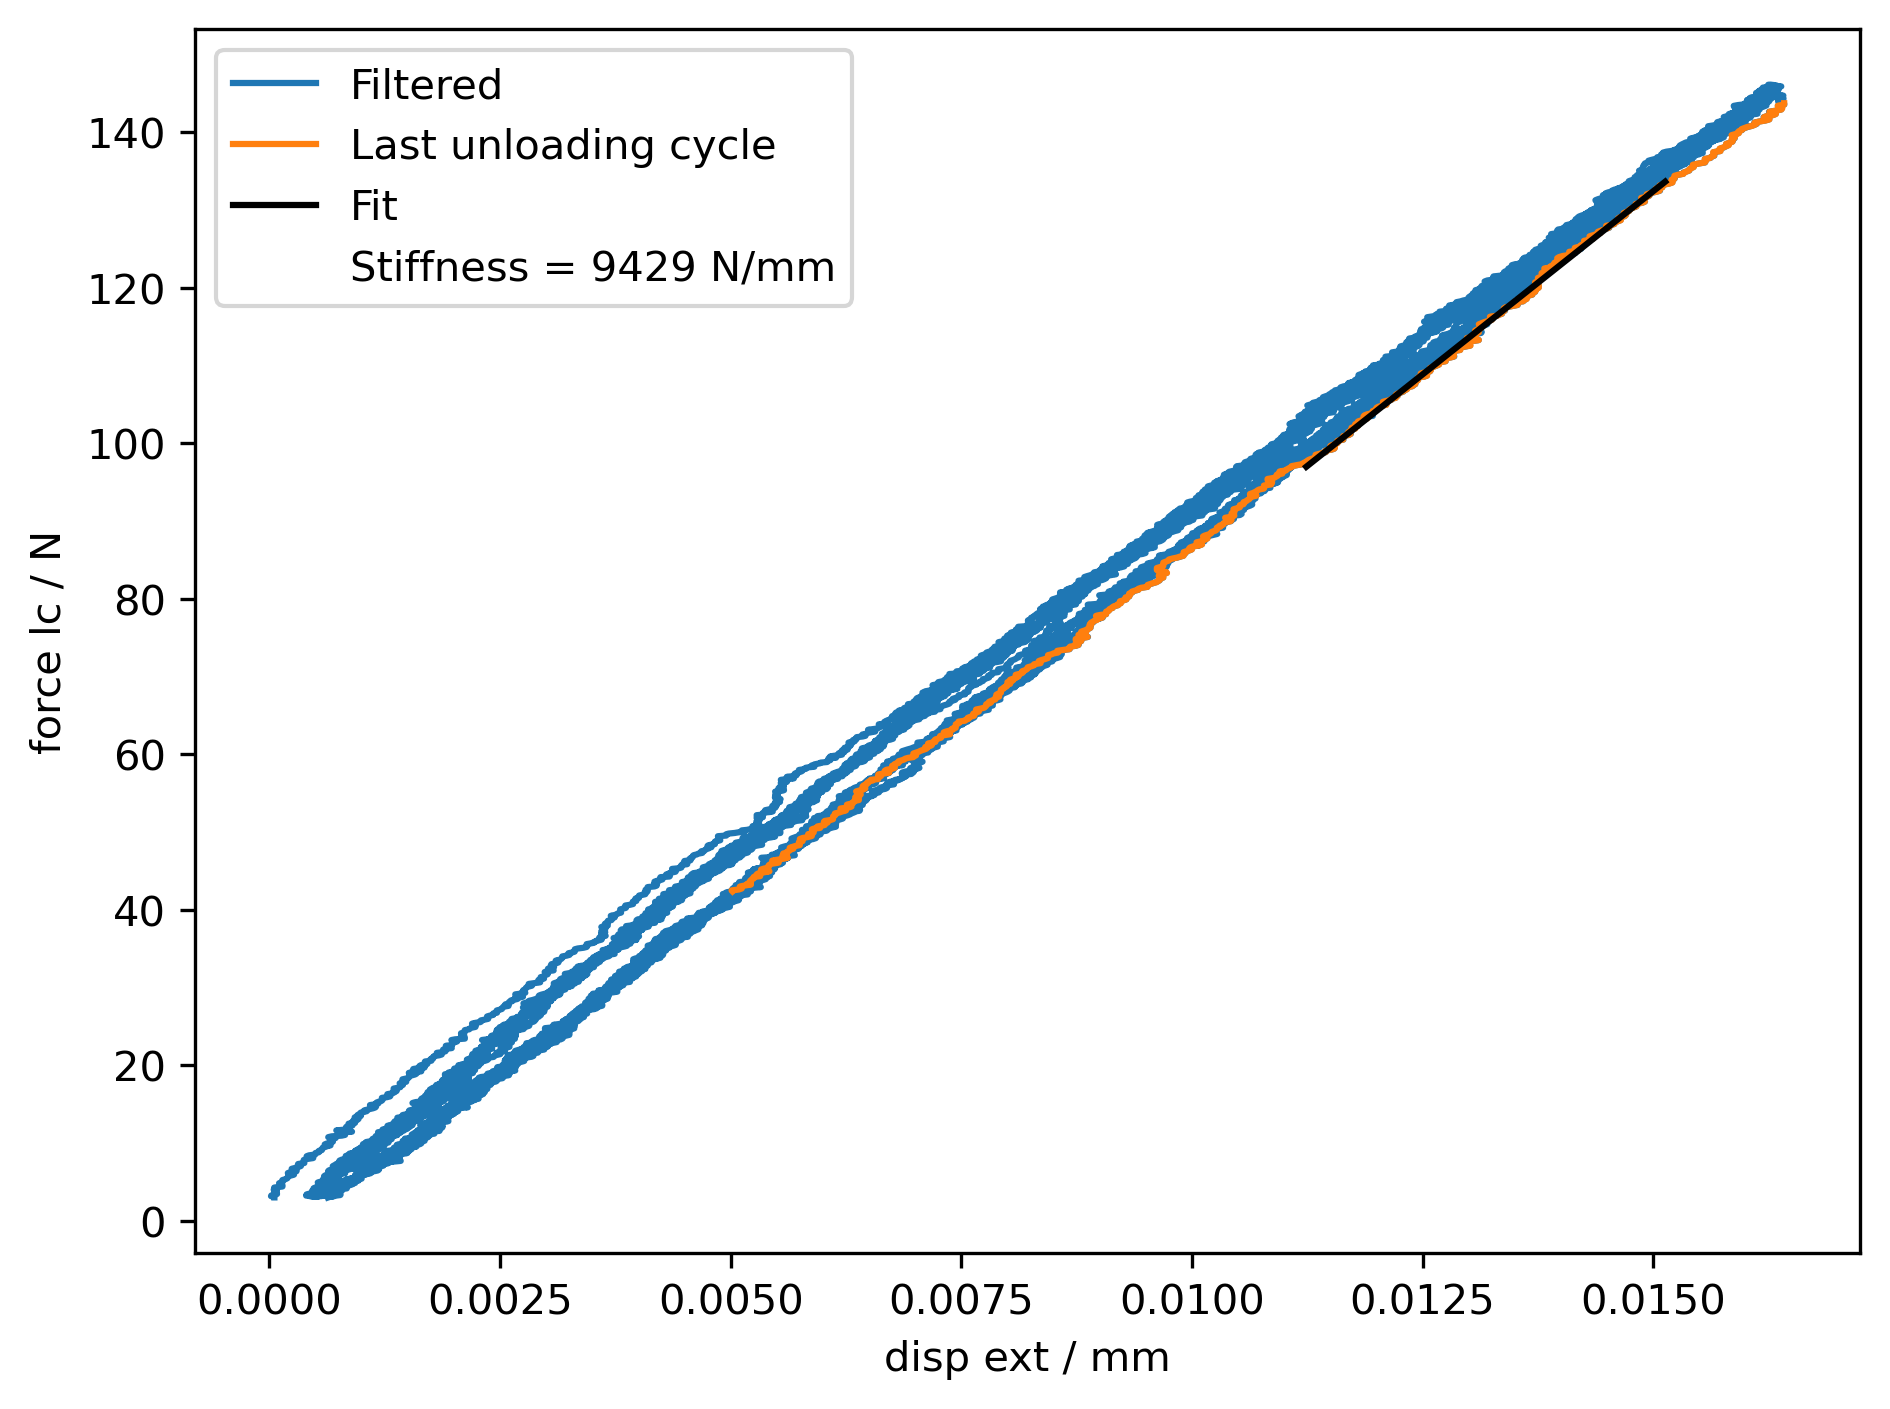 Filtered
Last unloading cycle
Fit
Stiffness = 9429 N/mm
140
120
100
80
60
40
20
0
force lc / N
0.0000 0.0025 0.0050 0.0075 0.0100 0.0125 0.0150
disp ext / mm